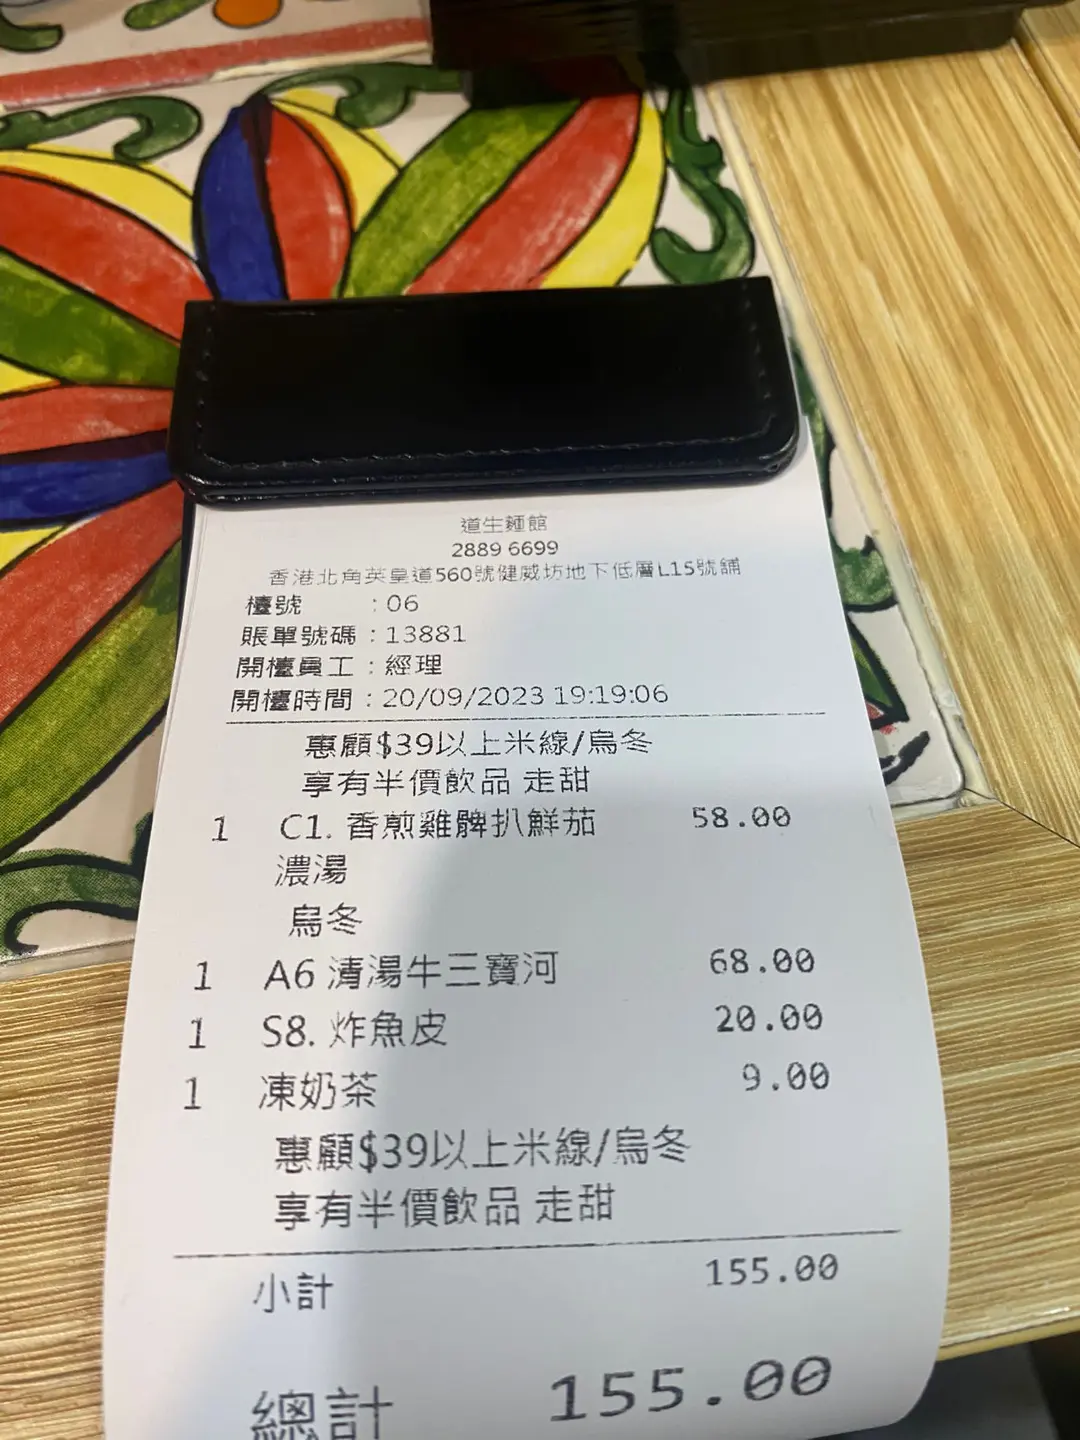 道生麵館
2889 6699
香港北角英皇道560號健威坊地下低層L15號舖
檯號 : 06
賬單號碼 : 13881
開檯員工 : 經理
開檯時間 : 20/09/2023 19:19:06
惠顧$39以上米線/烏冬
享有半價飲品 走甜
1 C1. 香煎雞髀扒鮮茄 58.00
濃湯
烏冬
1 A6 清湯牛三寶河 68.00
1 S8. 炸魚皮 20.00
1 凍奶茶 9.00
惠顧$39以上米線/烏冬
享有半價飲品 走甜
小計 155.00
總計 155.00